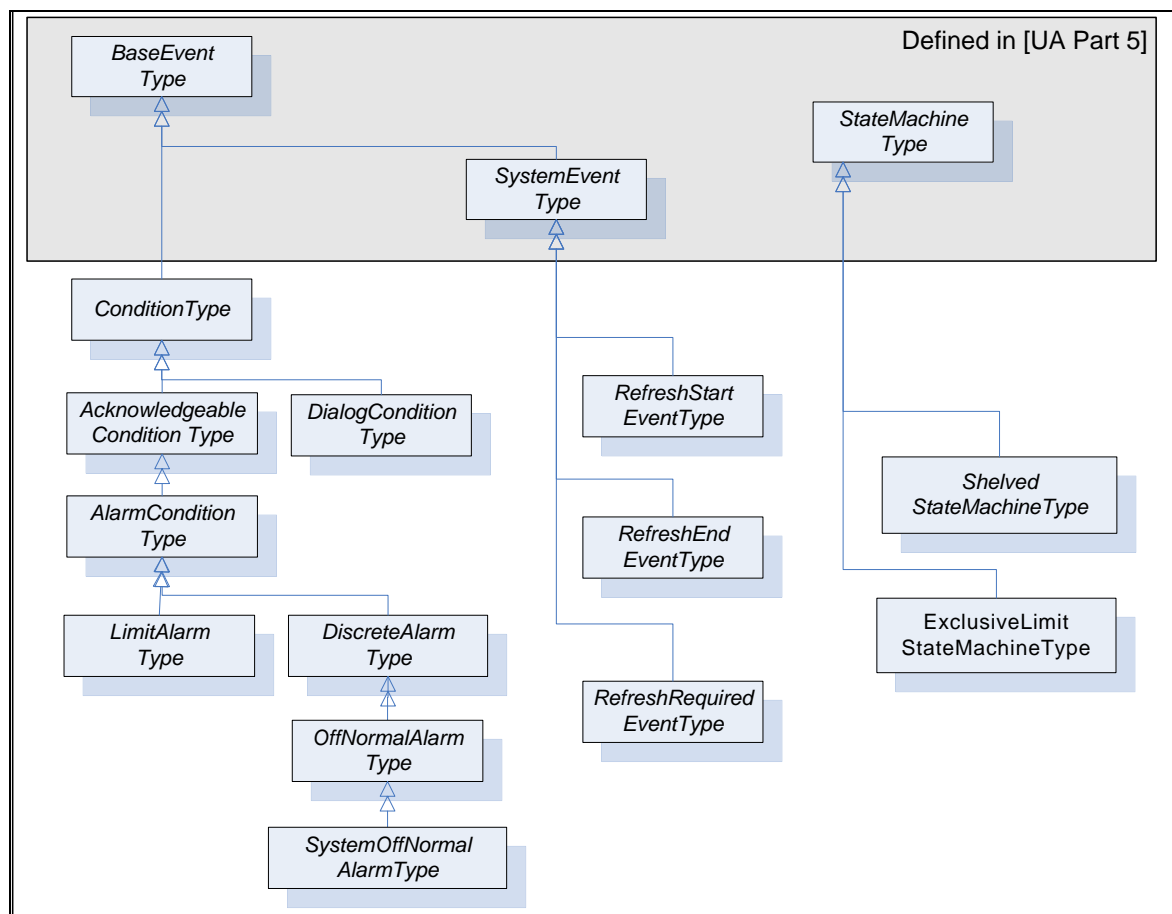 Defined in [UA Part 5]
BaseEvent
Type
StateMachine
Type
SystemEvent
Type
ConditionType
Acknowledgeable
Condition Type
DialogCondition
Type
RefreshStart
EventType
Shelved
StateMachineType
AlarmCondition
Type
RefreshEnd
EventType
LimitAlarm
Type
DiscreteAlarm
Type
ExclusiveLimit
StateMachineType
RefreshRequired
EventType
OffNormalAlarm
Type
SystemOffNormal
AlarmType